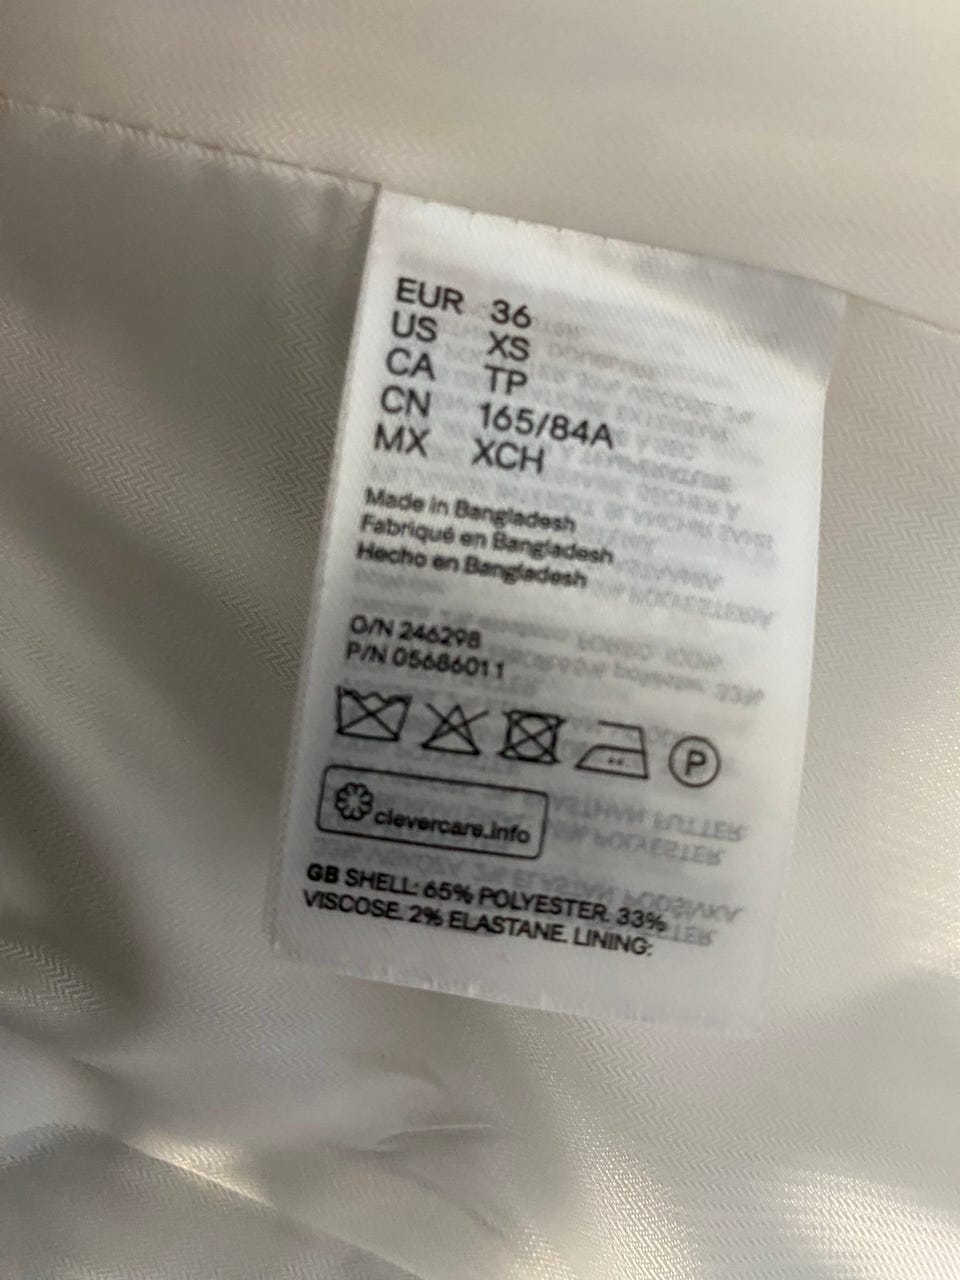 EUR 36
US XS
CA TP
CN 165/84A
MX XCH
Made in Bangladesh
Fabriqué en Bangladesh
Hecho en Bangladesh
O/N 246298
P/N 05686011
P
clevercare.info
GB SHELL: 65% POLYESTER. 33%
VISCOSE. 2% ELASTANE. LINING: